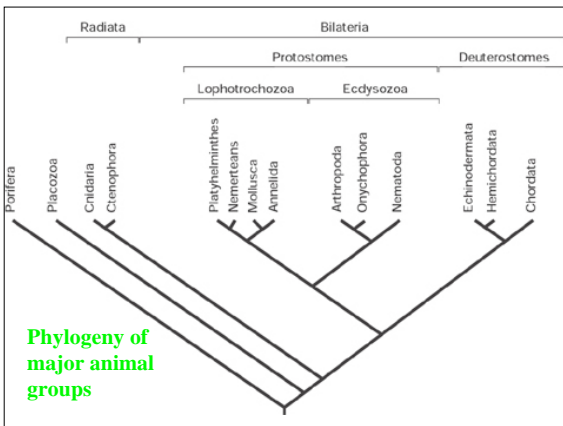 Radiata Bilateria
Protostomes Deuterostomes
Lophotrochozoa Ecdysozoa
Porifera
Placozoa
Cnidaria
Ctenophora
Platyhelminthes
Nemerteans
Mollusca
Annelida
Arthropoda
Onychophora
Nematoda
Echinodermata
Hemichordata
Chordata
Phylogeny of
major animal
groups